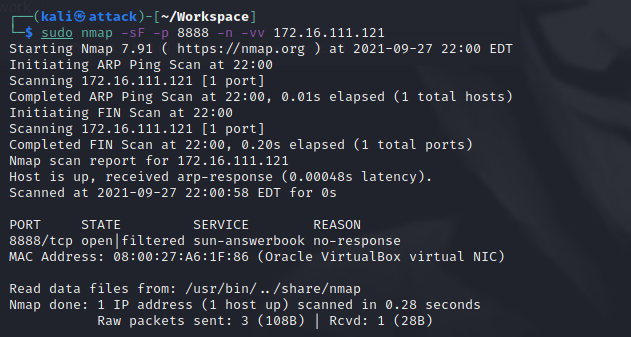 (kali㉿attack)-[~/Workspace]
$ sudo nmap -sF -p 8888 -n -vv 172.16.111.121
Starting Nmap 7.91 ( https://nmap.org ) at 2021-09-27 22:00 EDT
Initiating ARP Ping Scan at 22:00
Scanning 172.16.111.121 [1 port]
Completed ARP Ping Scan at 22:00, 0.01s elapsed (1 total hosts)
Initiating FIN Scan at 22:00
Scanning 172.16.111.121 [1 port]
Completed FIN Scan at 22:00, 0.20s elapsed (1 total ports)
Nmap scan report for 172.16.111.121
Host is up, received arp-response (0.00048s latency).
Scanned at 2021-09-27 22:00:58 EDT for 0s
PORT     STATE         SERVICE        REASON
8888/tcp open|filtered sun-answerbook no-response
MAC Address: 08:00:27:A6:1F:86 (Oracle VirtualBox virtual NIC)
Read data files from: /usr/bin/../share/nmap
Nmap done: 1 IP address (1 host up) scanned in 0.28 seconds
Raw packets sent: 3 (108B) | Rcvd: 1 (28B)